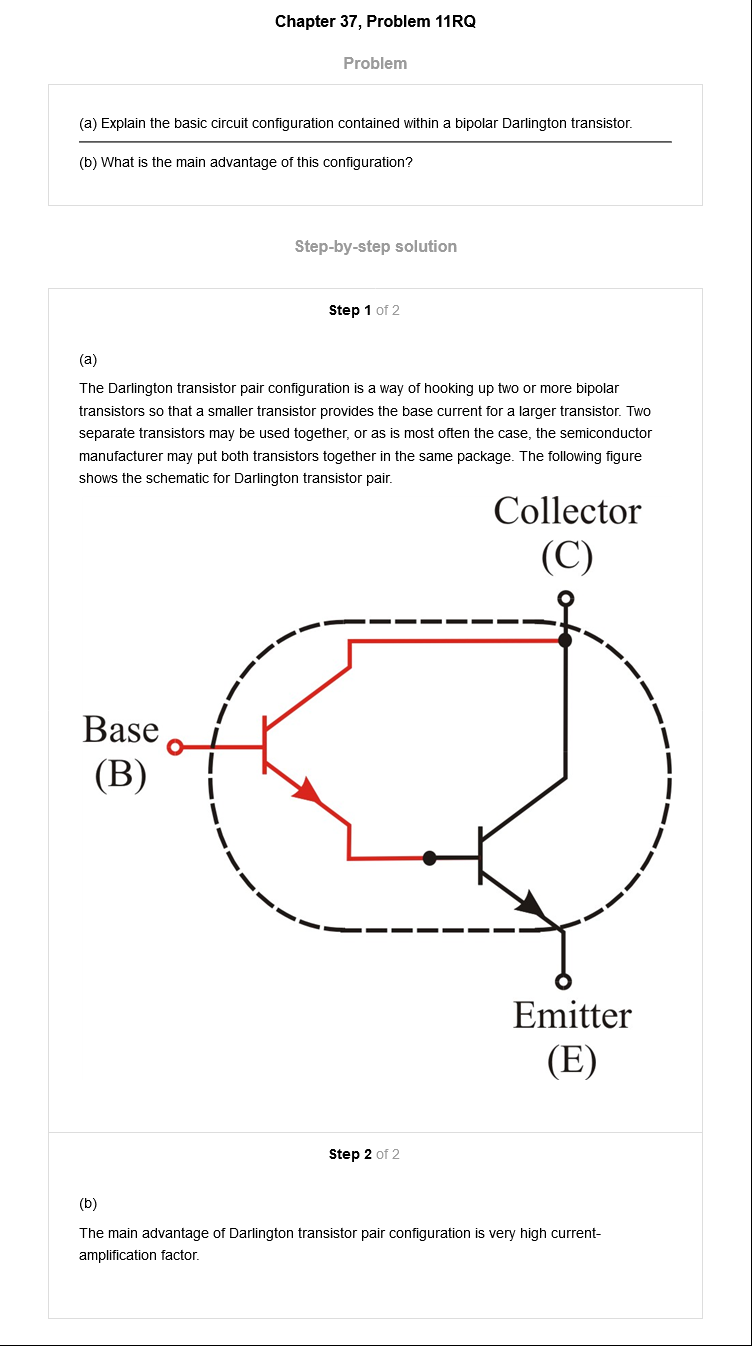 Chapter 37, Problem 11RQ
Problem
(a) Explain the basic circuit configuration contained within a bipolar Darlington transistor.
(b) What is the main advantage of this configuration?
Step-by-step solution
Step 1 of 2
(a)
The Darlington transistor pair configuration is a way of hooking up two or more bipolar
transistors so that a smaller transistor provides the base current for a larger transistor. Two
separate transistors may be used together, or as is most often the case, the semiconductor
manufacturer may put both transistors together in the same package. The following figure
shows the schematic for Darlington transistor pair.
Collector
(C)
Base
(B)
Emitter
(E)
Step 2 of 2
(b)
The main advantage of Darlington transistor pair configuration is very high current-
amplification factor.